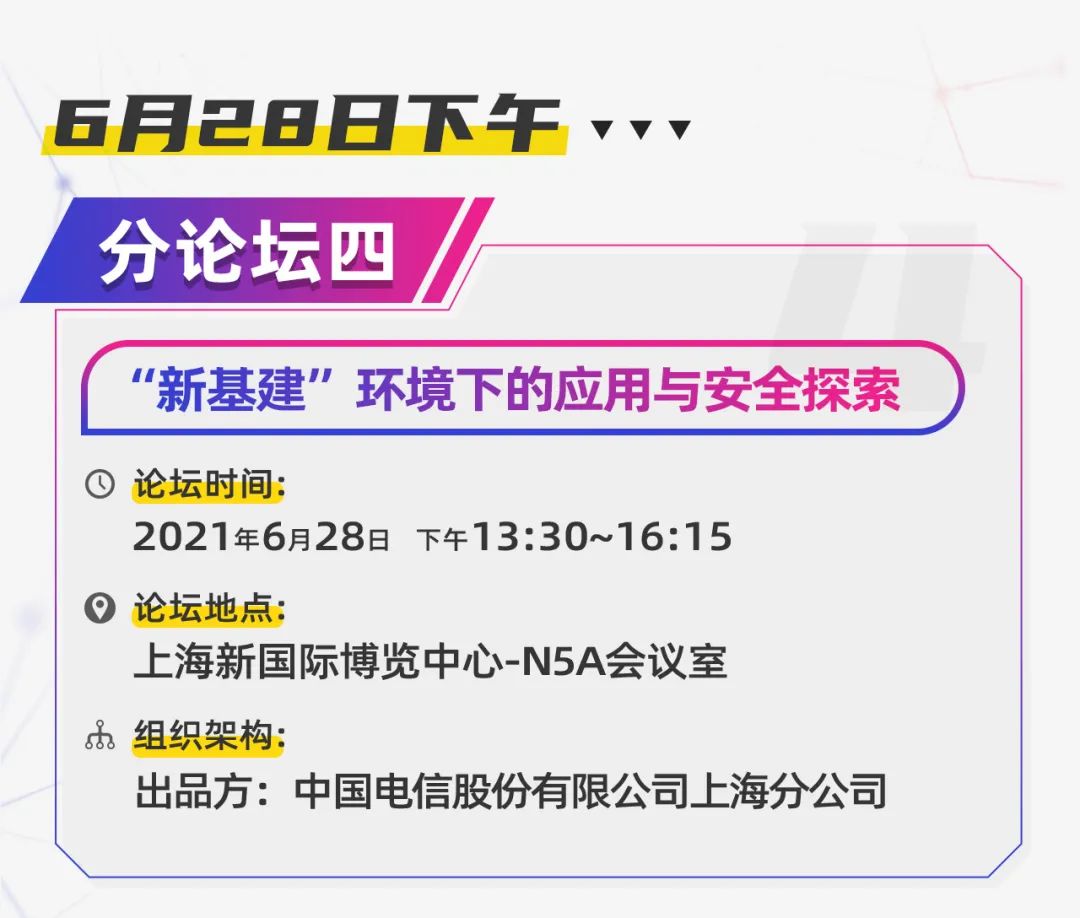 6月28日下午
分论坛四
4
“新基建”环境下的应用与安全探索
论坛时间:
2021年6月28日 下午13:30~16:15
论坛地点:
上海新国际博览中心-N5A会议室
组织架构:
出品方：中国电信股份有限公司上海分公司